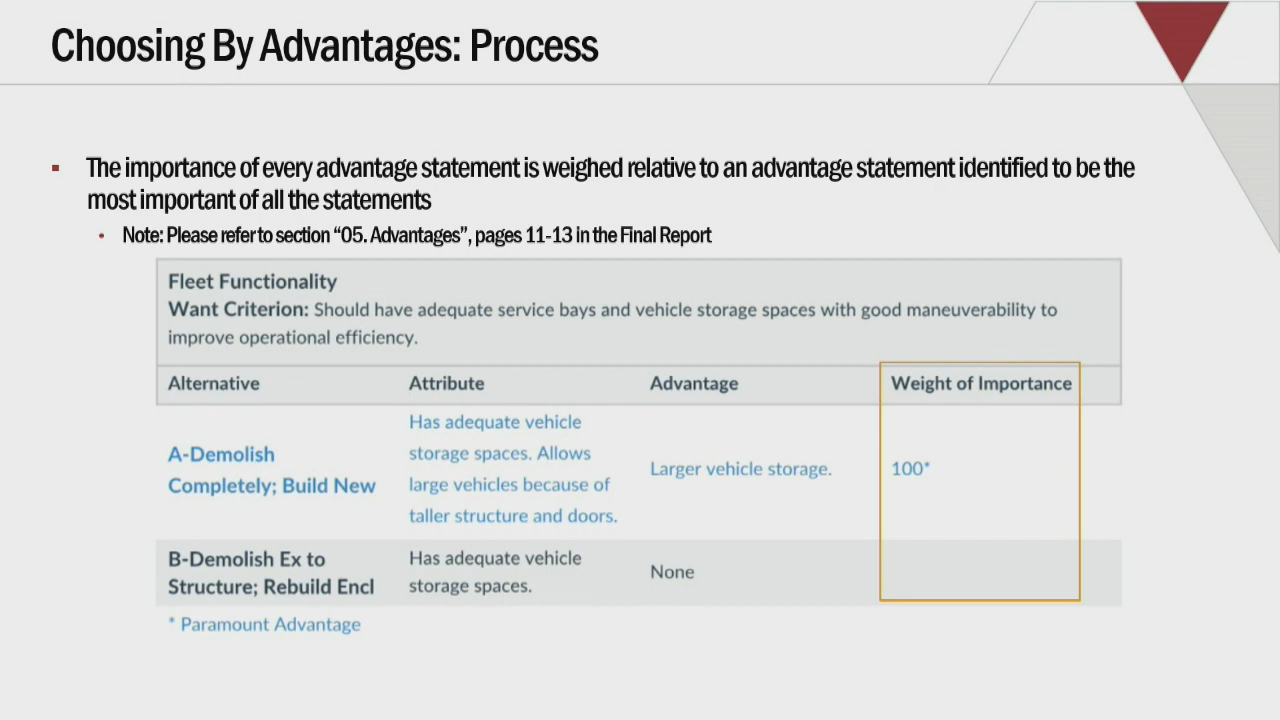 Choosing By Advantages: Process
▪ The importance of every advantage statement is weighed relative to an advantage statement identified to be the
most important of all the statements
• Note: Please refer to section “05. Advantages”, pages 11-13 in the Final Report
Fleet Functionality
Want Criterion: Should have adequate service bays and vehicle storage spaces with good maneuverability to
improve operational efficiency.
Alternative Attribute Advantage Weight of Importance
A-Demolish
Completely; Build New
Has adequate vehicle
storage spaces. Allows
large vehicles because of
taller structure and doors.
Larger vehicle storage.
100*
B-Demolish Ex to
Structure; Rebuild Encl
Has adequate vehicle
storage spaces.
None
* Paramount Advantage